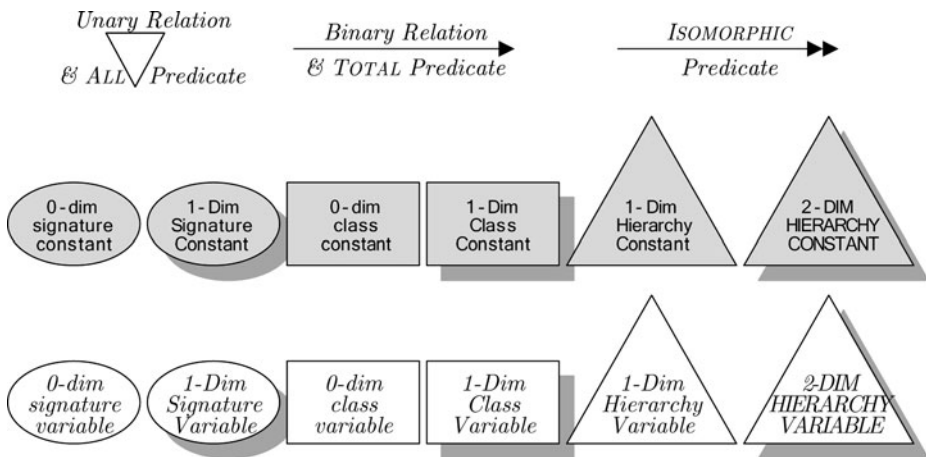 Unary Relation
& ALL Predicate
Binary Relation
& TOTAL Predicate
ISOMORPHIC
Predicate
0-dim
signature
constant
1-Dim
Signature
Constant
0-dim
class
constant
1-Dim
Class
Constant
1-Dim
Hierarchy
Constant
2-DIM
HIERARCHY
CONSTANT
0-dim
signature
variable
1-Dim
Signature
Variable
0-dim
class
variable
1-Dim
Class
Variable
1-Dim
Hierarchy
Variable
2-DIM
HIERARCHY
VARIABLE